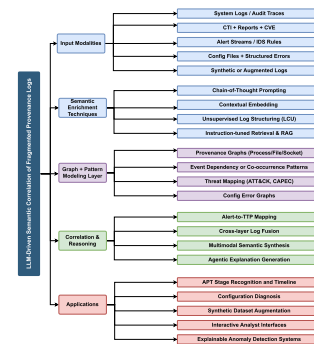 LLM-Driven Semantic Correlation of Fragmented Provenance Logs
Input Modalities
System Logs / Audit Traces
CTI + Reports + CVE
Alert Streams / IDS Rules
Config Files + Structured Errors
Synthetic or Augmented Logs
Semantic
Enrichment
Techniques
Chain-of-Thought Prompting
Contextual Embedding
Unsupervised Log Structuring (LCU)
Instruction-tuned Retrieval & RAG
Graph + Pattern
Modeling Layer
Provenance Graphs (Process/File/Socket)
Event Dependency or Co-occurrence Patterns
Threat Mapping (ATT&CK, CAPEC)
Config Error Graphs
Correlation &
Reasoning
Alert-to-TTP Mapping
Cross-layer Log Fusion
Multimodal Semantic Synthesis
Agentic Explanation Generation
Applications
APT Stage Recognition and Timeline
Configuration Diagnosis
Synthetic Dataset Augmentation
Interactive Analyst Interfaces
Explainable Anomaly Detection Systems